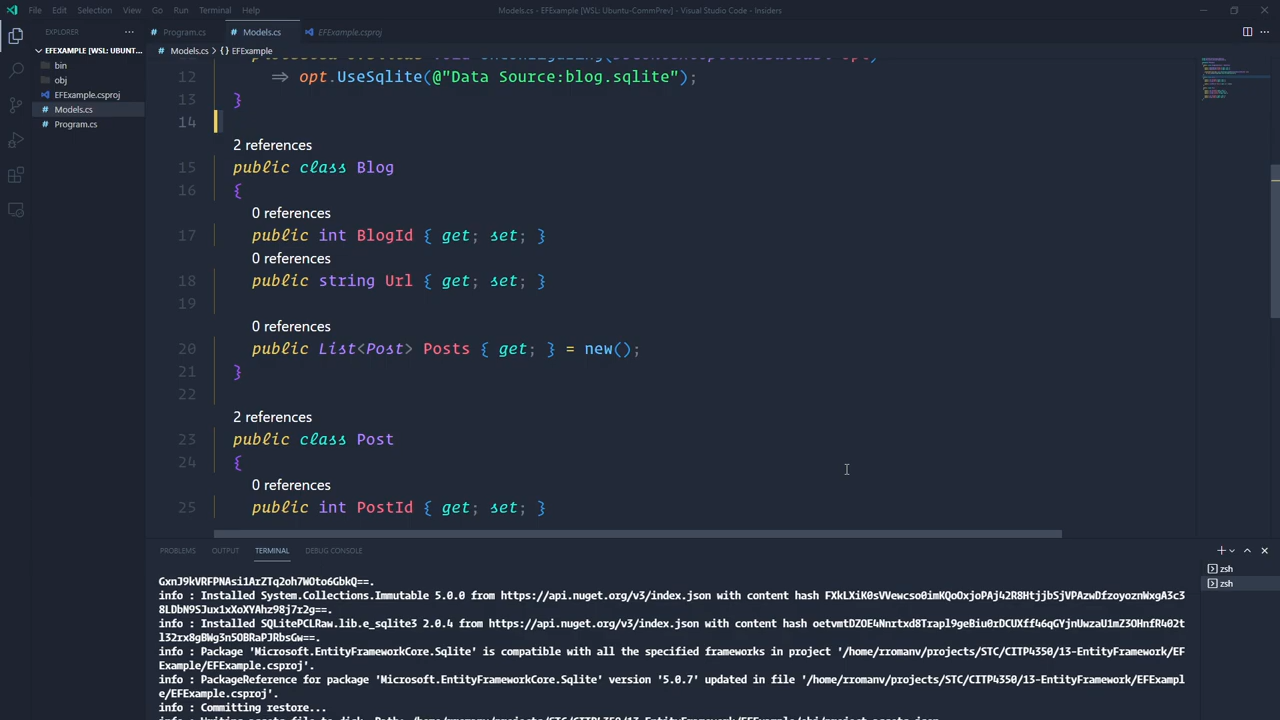 File Edit Selection View Go Run Terminal Help
Models.cs - EFExample [WSL: Ubuntu-CommPrev] - Visual Studio Code - Insiders
EXPLORER
Program.cs
Models.cs
EFExample.csproj
EFEXAMPLE [WSL: UBUNT...
Models.cs > {} EFExample
bin
obj
EFExample.csproj
Models.cs
Program.cs
12 => opt.UseSqlite(@"Data Source:blog.sqlite");
13 }
14
2 references
15 public class Blog
16 {
0 references
17 public int BlogId { get; set; }
0 references
18 public string Url { get; set; }
19
0 references
20 public List<Post> Posts { get; } = new();
21 }
22
2 references
23 public class Post
24 {
0 references
25 public int PostId { get; set; }
PROBLEMS OUTPUT TERMINAL DEBUG CONSOLE
zsh
zsh
GxnJ9kVRFPNAsi1ArZTq2oh7WOto6GbkQ==.
info : Installed System.Collections.Immutable 5.0.0 from https://api.nuget.org/v3/index.json with content hash FXkLXiK0sVVewcso0imKQoOxjoPAj42R8HtjjbSjVPAzwDfzoyoznWxgA3c3
8LDbN9SJux1xXoXYAhz98j7r2g==.
info : Installed SQLitePCLRaw.lib.e_sqlite3 2.0.4 from https://api.nuget.org/v3/index.json with content hash oetvmtDZOE4Nnrtxd8Trapl9geBiu0rDCUXff46qGYjnUwzaU1mZ3OHnfR402t
l32rx8gBWg3n5OBRaPJRbsGw==.
info : Package 'Microsoft.EntityFrameworkCore.Sqlite' is compatible with all the specified frameworks in project '/home/rromanv/projects/STC/CITP4350/13-EntityFramework/EF
Example/EFExample.csproj'.
info : PackageReference for package 'Microsoft.EntityFrameworkCore.Sqlite' version '5.0.7' updated in file '/home/rromanv/projects/STC/CITP4350/13-EntityFramework/EFExampl
e/EFExample.csproj'.
info : Committing restore...